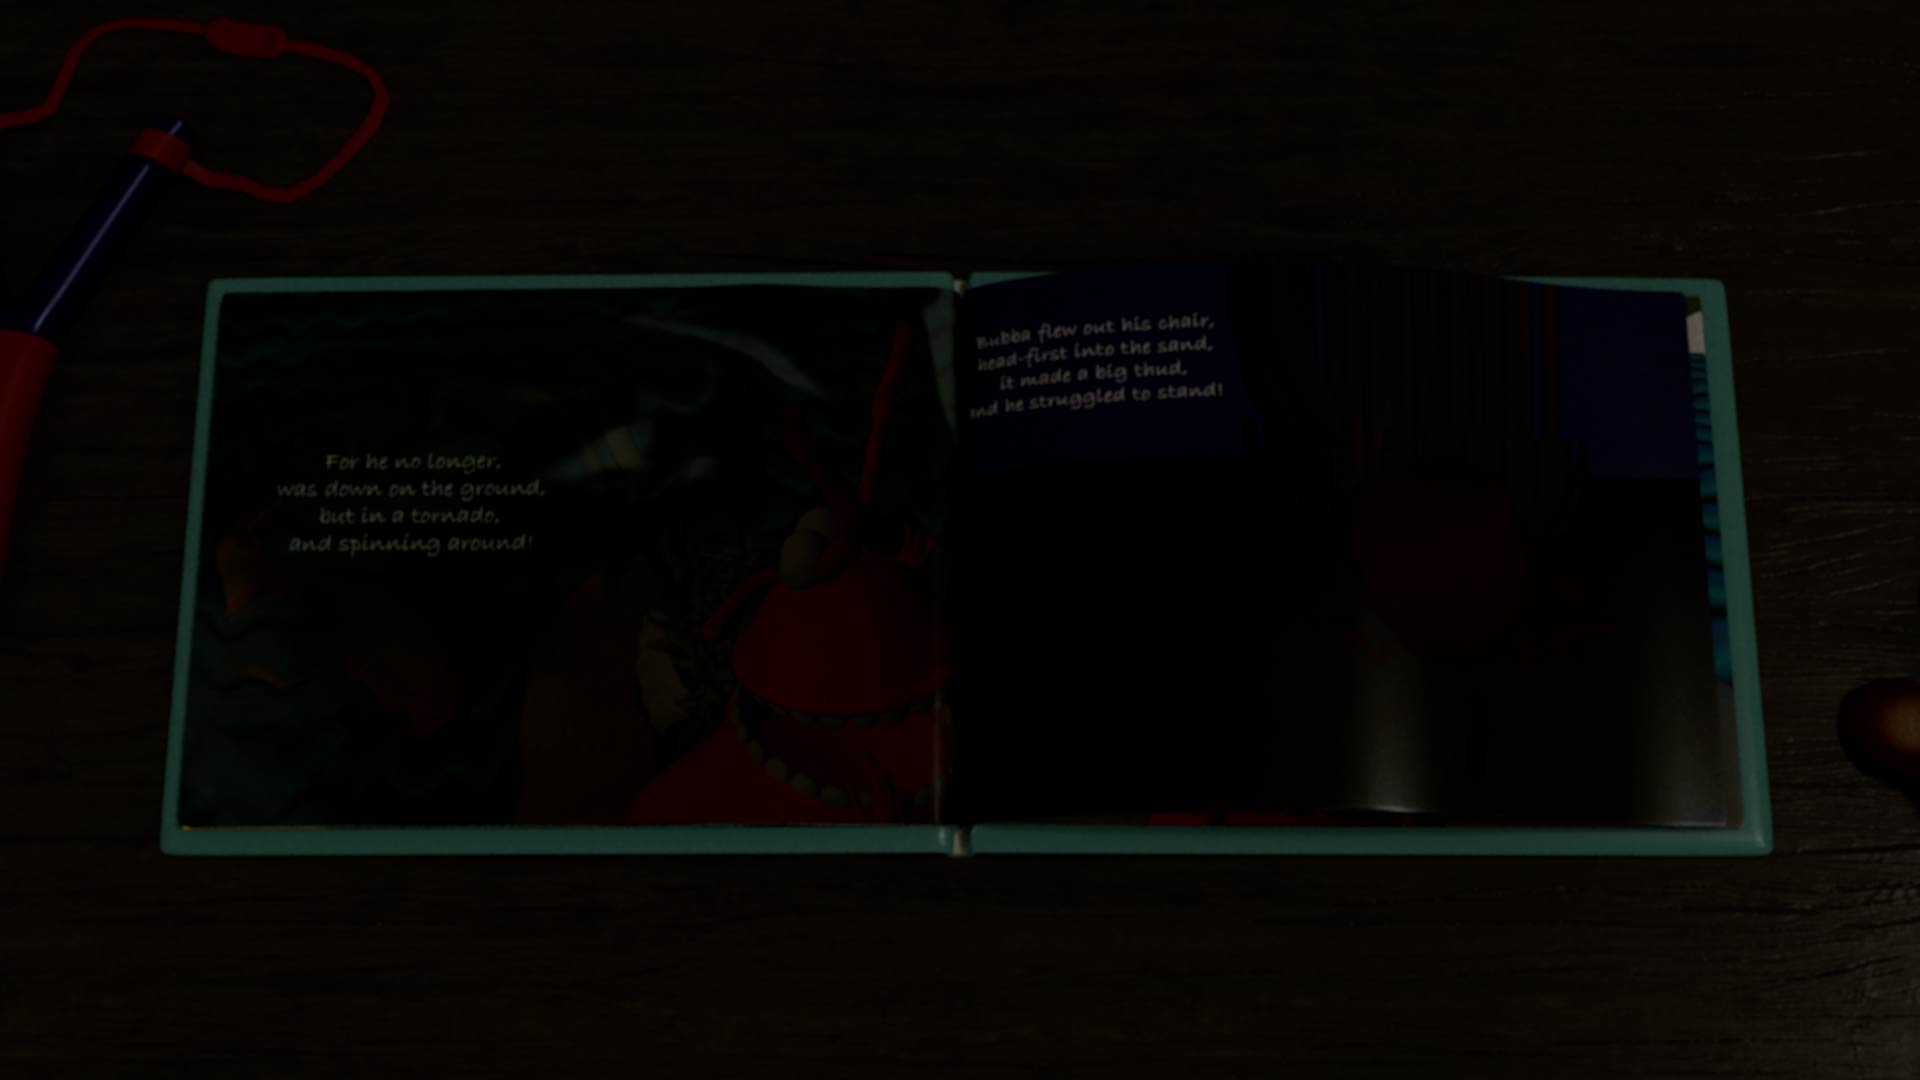 For he no longer,
was down on the ground,
but in a tornado,
and spinning around!
Bubba flew out his chair,
head-first into the sand,
it made a big thud,
and he struggled to stand!